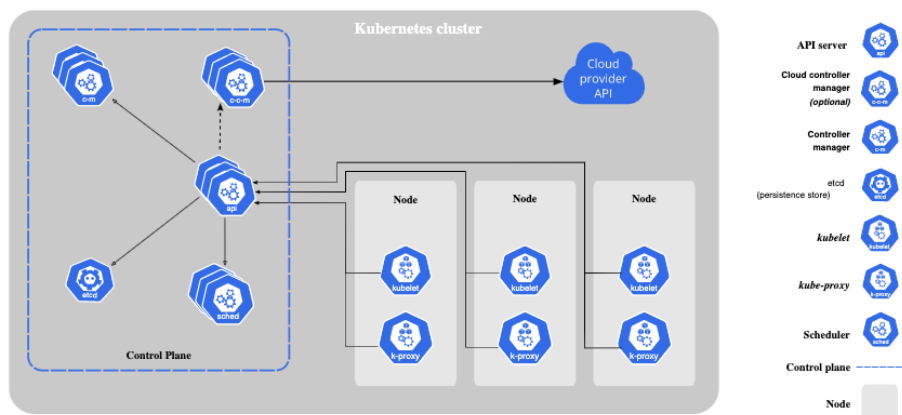 Kubernetes cluster
c-m
c-c-m
Cloud
provider
API
api
Node
Node
Node
etcd
sched
kubelet
kubelet
kubelet
k-proxy
k-proxy
k-proxy
Control Plane
API server
api
Cloud controller
manager
(optional)
c-c-m
Controller
manager
c-m
etcd
(persistence store)
etcd
kubelet
kubelet
kube-proxy
k-proxy
Scheduler
sched
Control plane
Node